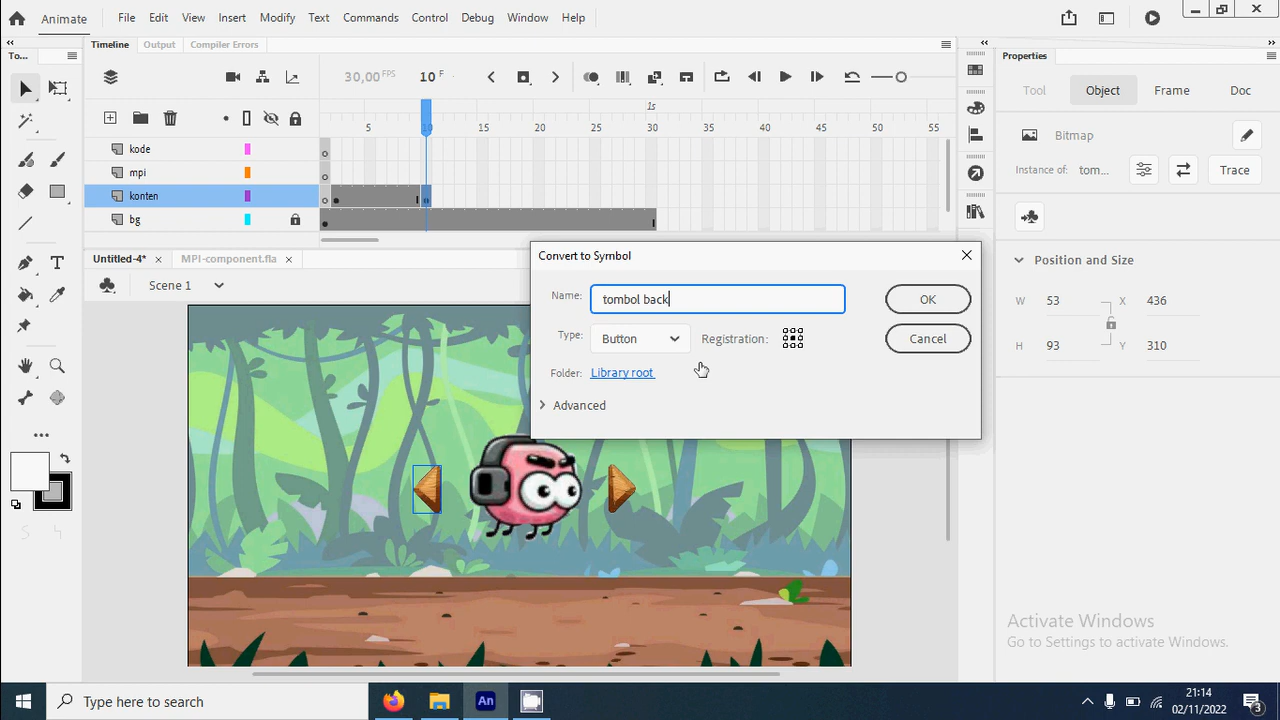 Animate File Edit View Insert Modify Text Commands Control Debug Window Help
To... Timeline Output Compiler Errors Properties
30,00 FPS 10 F
Tool Object Frame Doc
1s
5 10 15 20 25 30 35 40 45 50 55
Bitmap
kode
mpi
Instance of: tom... Trace
konten
bg
Untitled-4* MPI-component.fla
Scene 1
Convert to Symbol
Name: tombol back OK
Type: Button Registration: Cancel
Folder: Library root
Advanced
Position and Size
W 53 X 436
H 93 Y 310
Activate Windows
Go to Settings to activate Windows.
Type here to search
An
21:14
02/11/2022
3